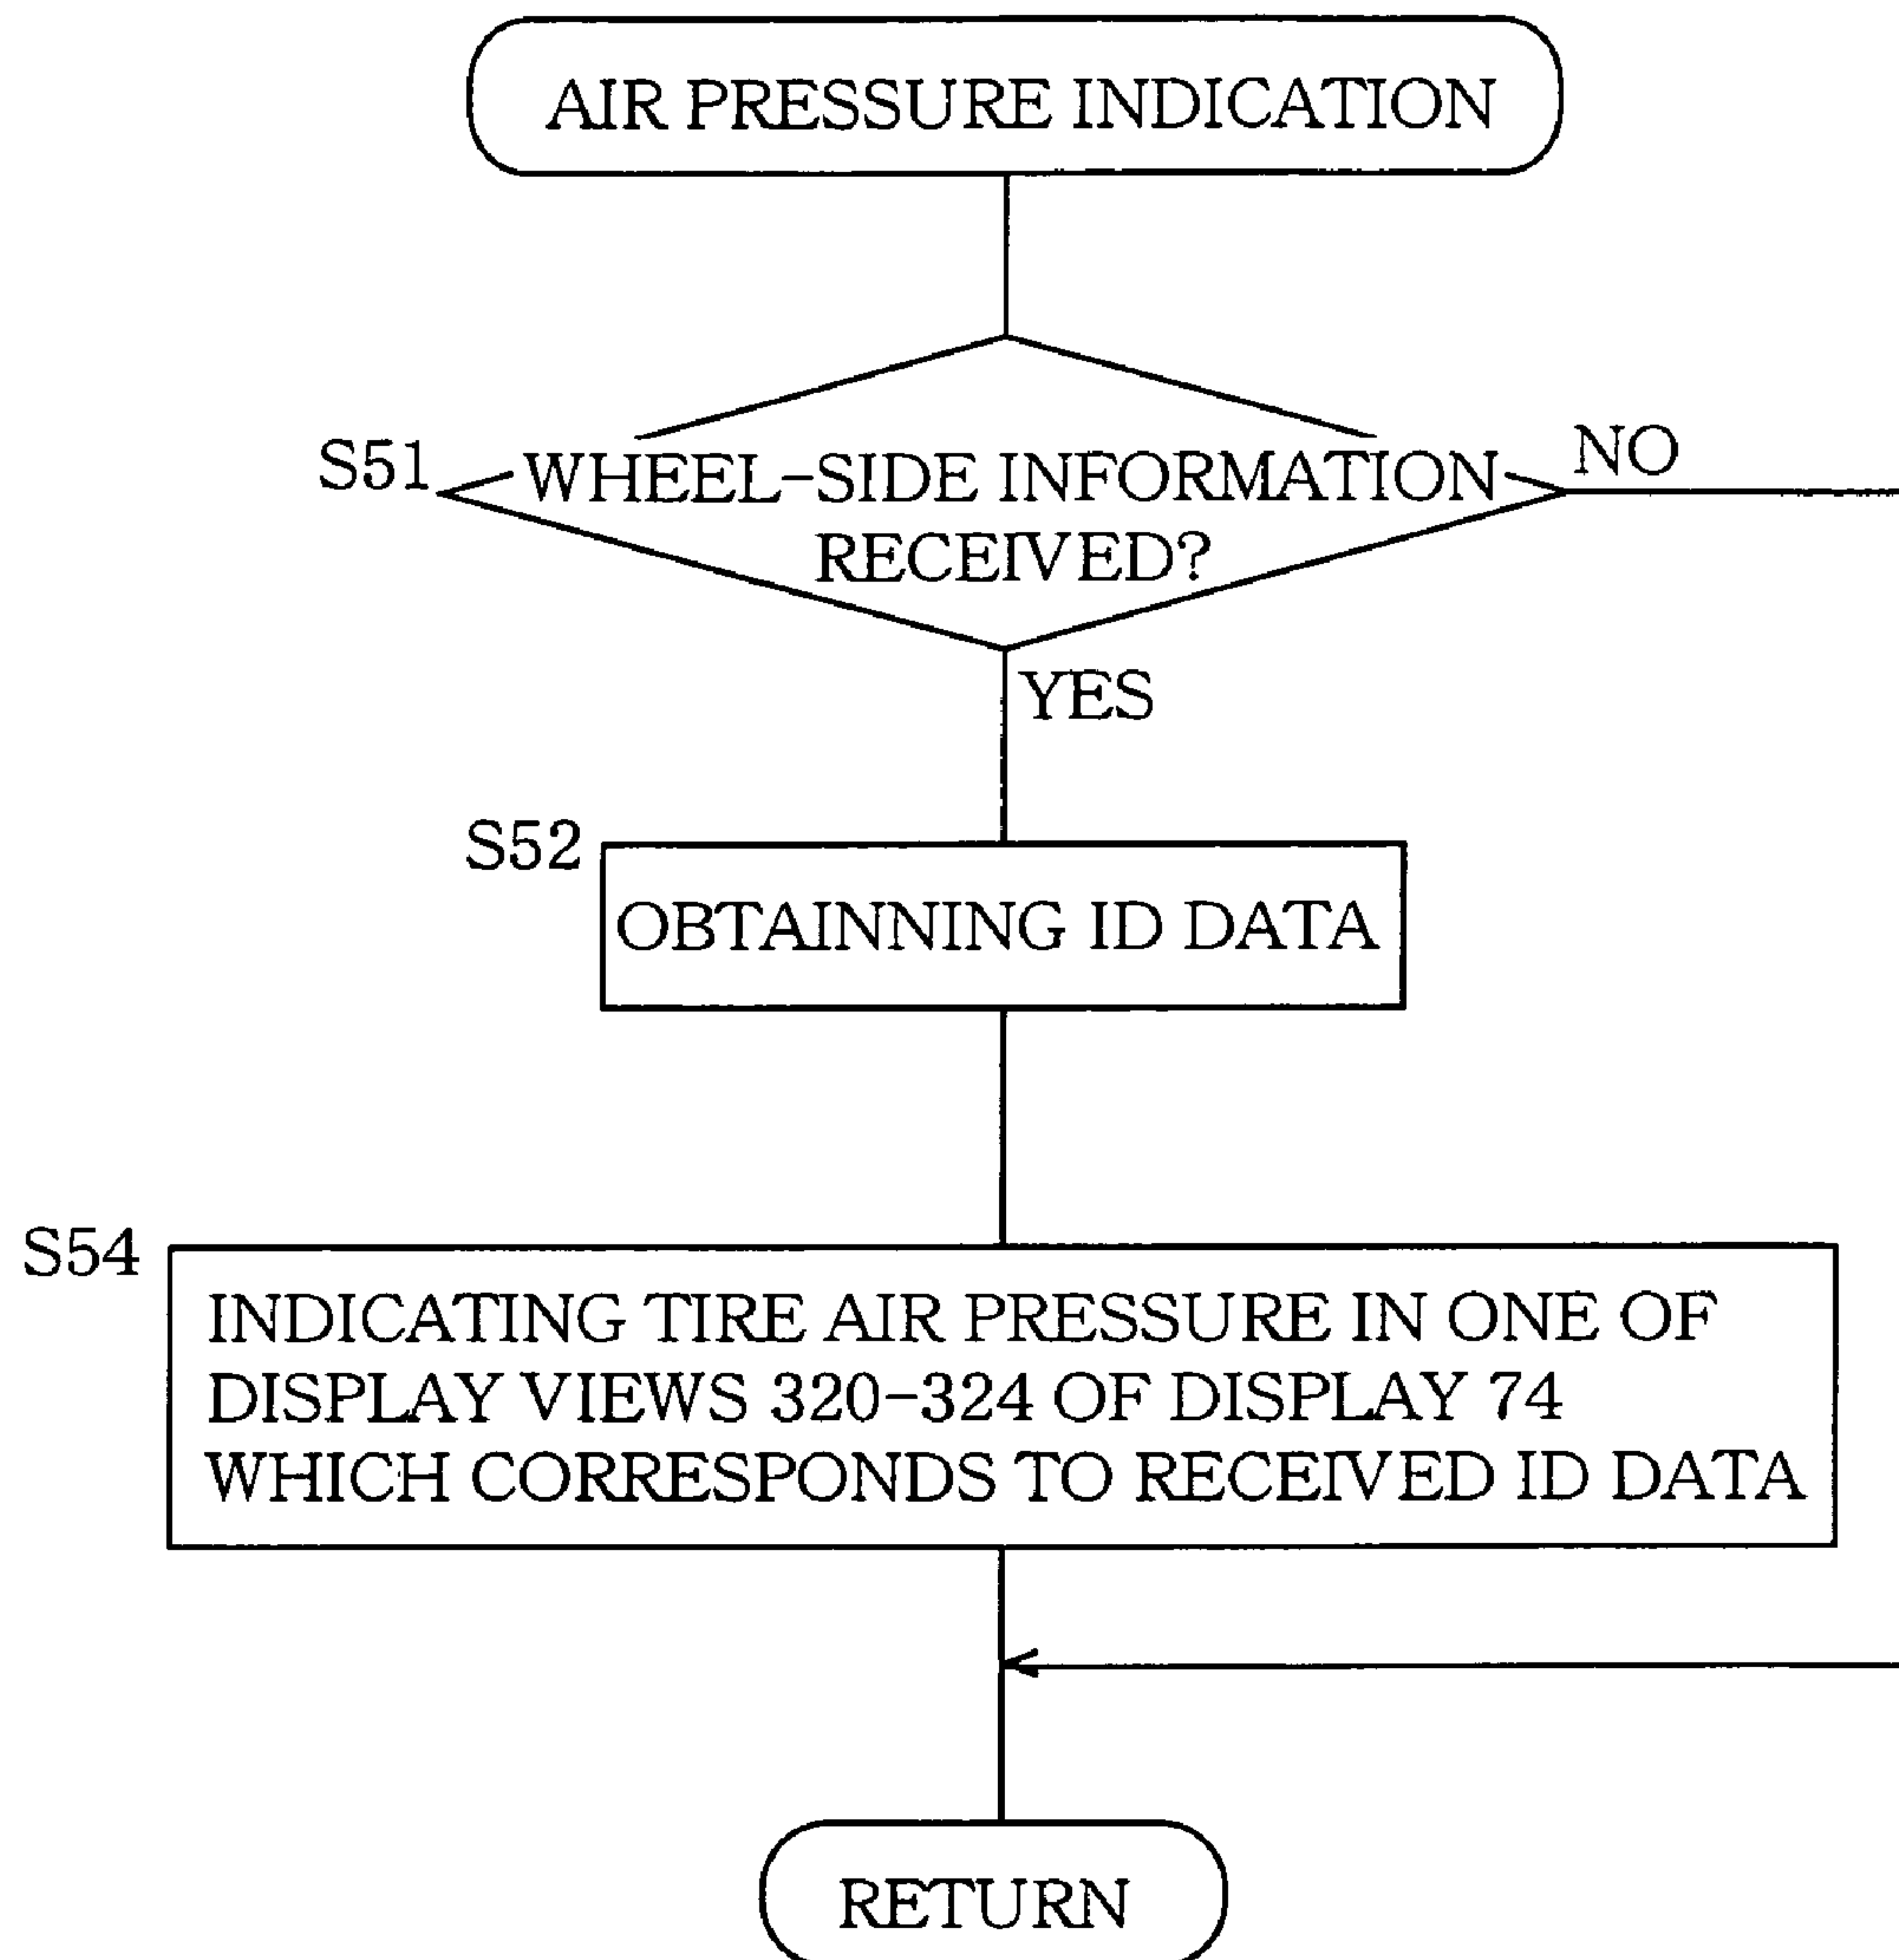 AIR PRESSURE INDICATION
S51
WHEEL-SIDE INFORMATION
RECEIVED?
NO
YES
S52
OBTAINNING ID DATA
S54
INDICATING TIRE AIR PRESSURE IN ONE OF
DISPLAY VIEWS 320-324 OF DISPLAY 74
WHICH CORRESPONDS TO RECEIVED ID DATA
RETURN